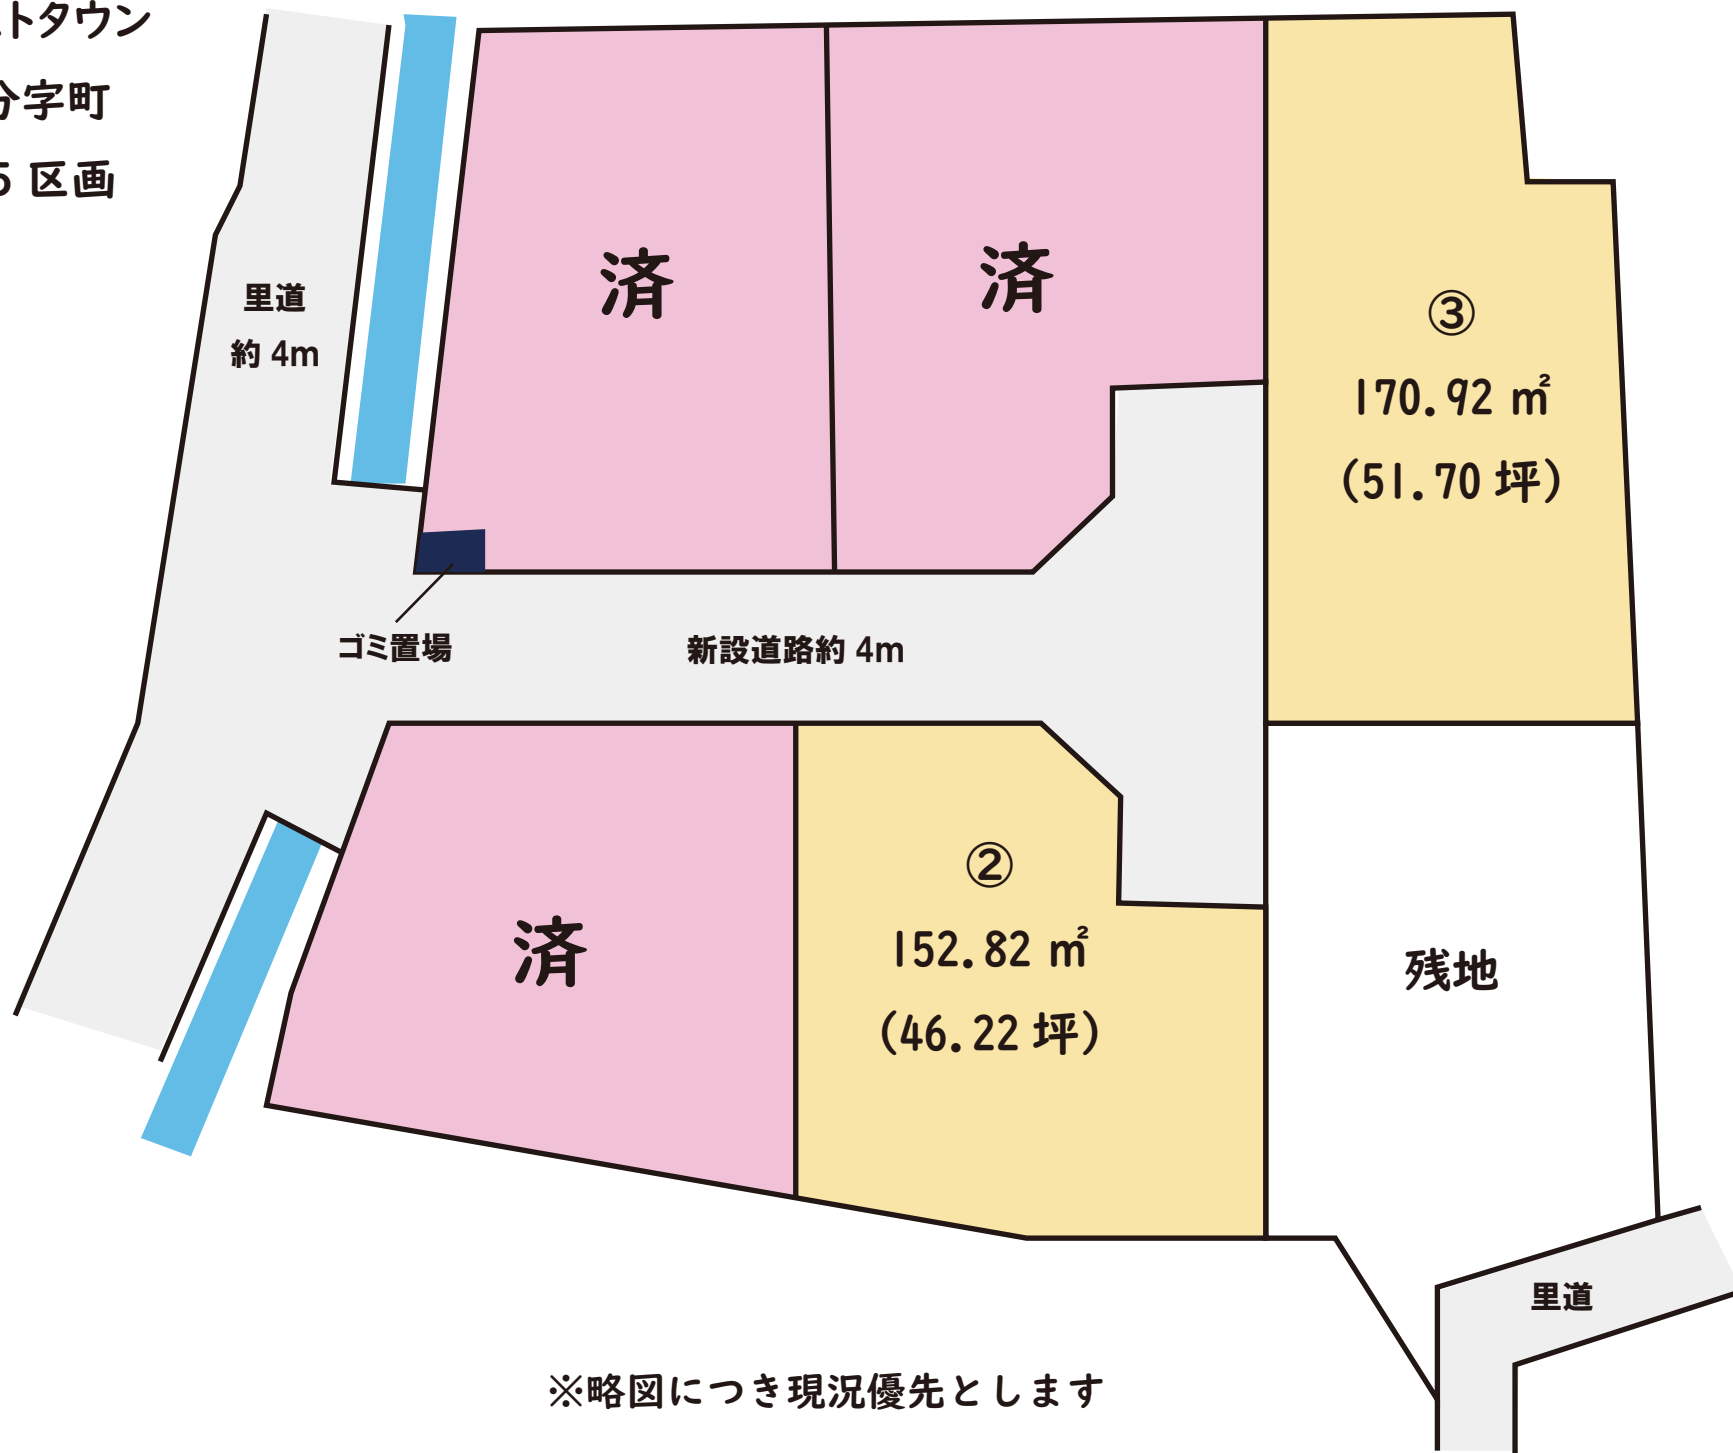 トタウン
分字町
5 区画
里道
約 4m
済
済
③
170.92 ㎡
(51.70 坪)
ゴミ置場
新設道路約 4m
済
②
152.82 ㎡
(46.22 坪)
残地
里道
※略図につき現況優先とします